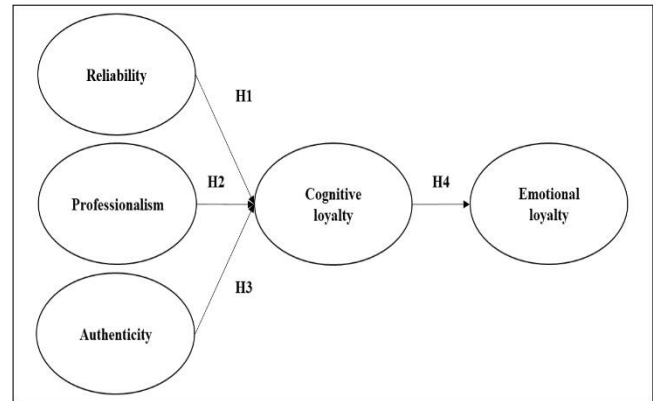 Reliability
H1
Professionalism
H2
Cognitive
loyalty
H4
Emotional
loyalty
H3
Authenticity